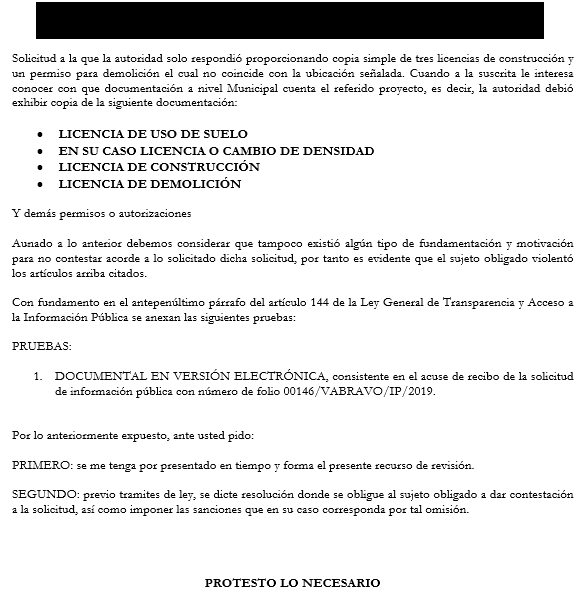 Solicitud a la que la autoridad solo respondió proporcionando copia simple de tres licencias de construcción y
un permiso para demolición el cual no coincide con la ubicación señalada. Cuando a la suscrita le interesa
conocer con que documentación a nivel Municipal cuenta el referido proyecto, es decir, la autoridad debió
exhibir copia de la siguiente documentación:
• LICENCIA DE USO DE SUELO
• EN SU CASO LICENCIA O CAMBIO DE DENSIDAD
• LICENCIA DE CONSTRUCCIÓN
• LICENCIA DE DEMOLICIÓN
Y demás permisos o autorizaciones
Aunado a lo anterior debemos considerar que tampoco existió algún tipo de fundamentación y motivación
para no contestar acorde a lo solicitado dicha solicitud, por tanto es evidente que el sujeto obligado violentó
los artículos arriba citados.
Con fundamento en el antepenúltimo párrafo del artículo 144 de la Ley General de Transparencia y Acceso a
la Información Pública se anexan las siguientes pruebas:
PRUEBAS:
1. DOCUMENTAL EN VERSIÓN ELECTRÓNICA, consistente en el acuse de recibo de la solicitud
de información pública con número de folio 00146/VABRAVO/IP/2019.
Por lo anteriormente expuesto, ante usted pido:
PRIMERO: se me tenga por presentado en tiempo y forma el presente recurso de revisión.
SEGUNDO: previo tramites de ley, se dicte resolución donde se obligue al sujeto obligado a dar contestación
a la solicitud, así como imponer las sanciones que en su caso corresponda por tal omisión.
PROTESTO LO NECESARIO